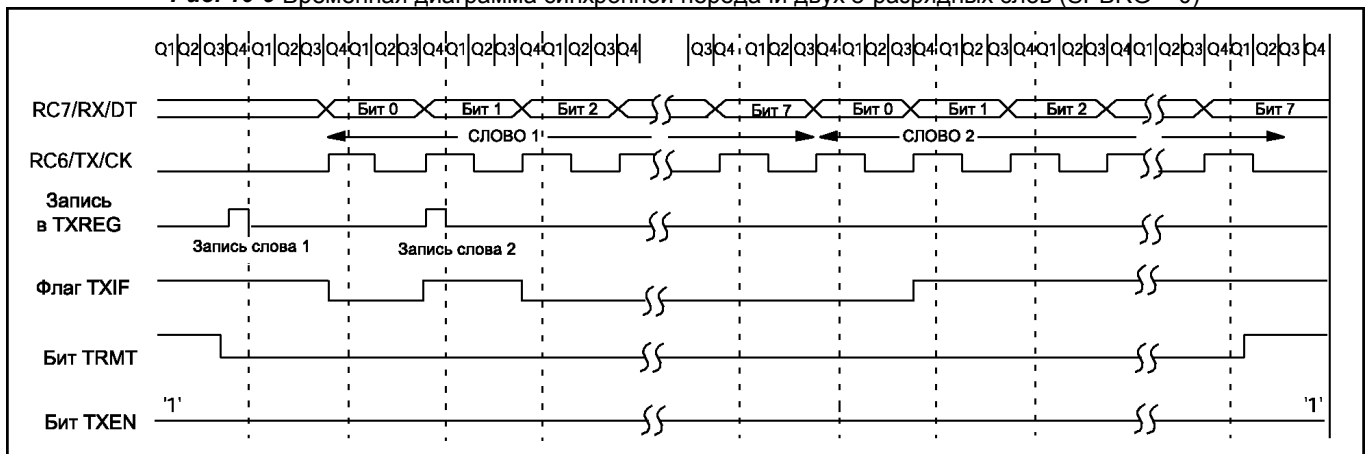 Рис. 10-9 Временная диаграмма синхронной передачи двух 8-разрядных слов (SPBRG = 0)
Q1 Q2 Q3 Q4 Q1 Q2 Q3 Q4 Q1 Q2 Q3 Q4 Q1 Q2 Q3 Q4 Q1 Q2 Q3 Q4 Q3 Q4 Q1 Q2 Q3 Q4 Q1 Q2 Q3 Q4 Q1 Q2 Q3 Q4 Q1 Q2 Q3 Q4 Q1 Q2 Q3 Q4 Q1 Q2 Q3 Q4
RC7/RX/DT Бит 0 Бит 1 Бит 2 Бит 7 Бит 0 Бит 1 Бит 2 Бит 7
СЛОВО 1 СЛОВО 2
RC6/TX/CK
Запись
в TXREG
Запись слова 1 Запись слова 2
Флаг TXIF
Бит TRMT
'1' '1'
Бит TXEN